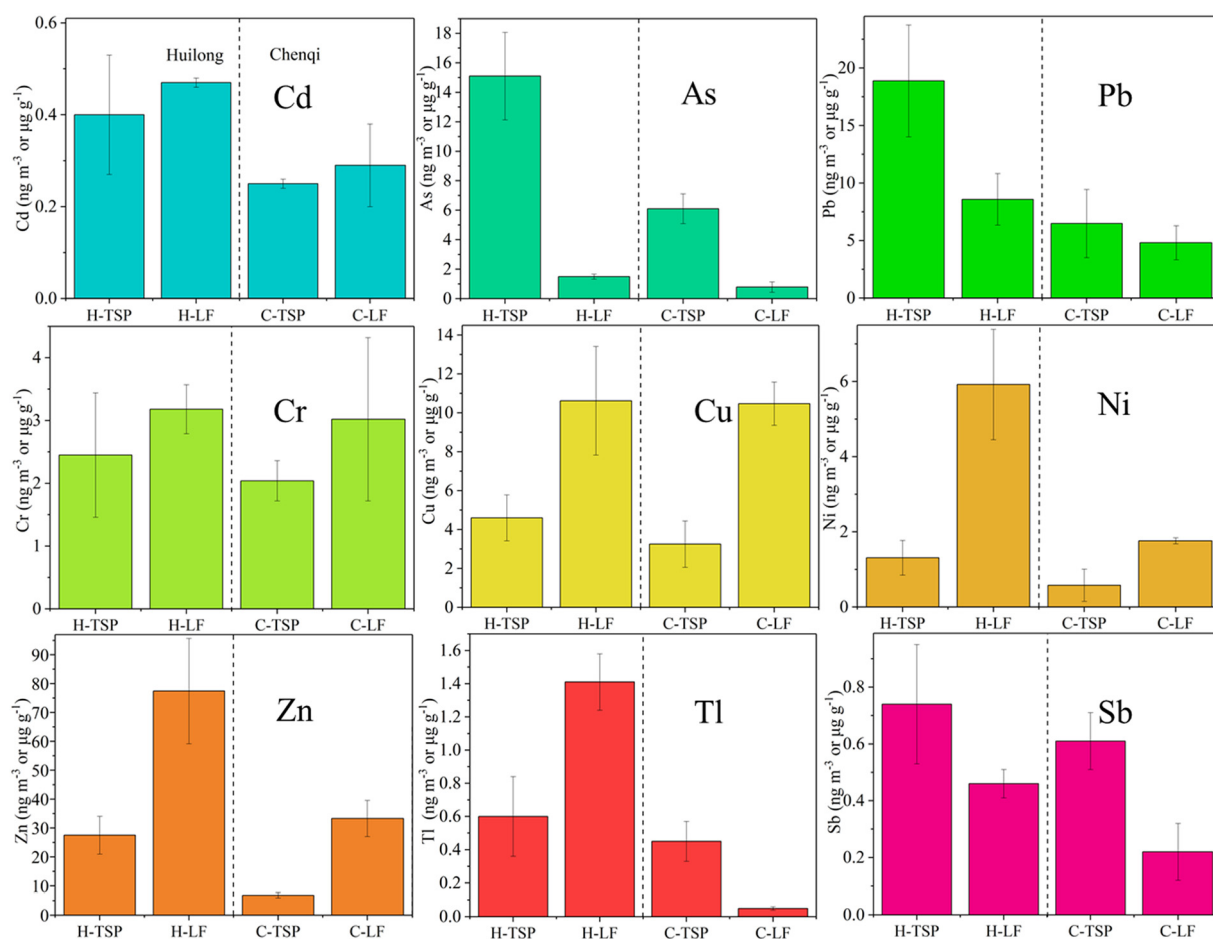 0.6
0.4
0.2
0.0
Cd (ng m⁻³ or μg g⁻¹)
Huilong
Chenqi
Cd
H-TSP H-LF C-TSP C-LF
18
16
14
12
10
8
6
4
2
0
As (ng m⁻³ or μg g⁻¹)
As
H-TSP H-LF C-TSP C-LF
20
15
10
5
0
Pb (ng m⁻³ or μg g⁻¹)
Pb
H-TSP H-LF C-TSP C-LF
4
3
2
1
0
Cr (ng m⁻³ or μg g⁻¹)
Cr
H-TSP H-LF C-TSP C-LF
14
12
10
8
6
4
2
0
Cu (ng m⁻³ or μg g⁻¹)
Cu
H-TSP H-LF C-TSP C-LF
6
4
2
0
Ni (ng m⁻³ or μg g⁻¹)
Ni
H-TSP H-LF C-TSP C-LF
90
80
70
60
50
40
30
20
10
0
Zn (ng m⁻³ or μg g⁻¹)
Zn
H-TSP H-LF C-TSP C-LF
1.6
1.4
1.2
1.0
0.8
0.6
0.4
0.2
0.0
Tl (ng m⁻³ or μg g⁻¹)
Tl
H-TSP H-LF C-TSP C-LF
0.8
0.6
0.4
0.2
0.0
Sb (ng m⁻³ or μg g⁻¹)
Sb
H-TSP H-LF C-TSP C-LF